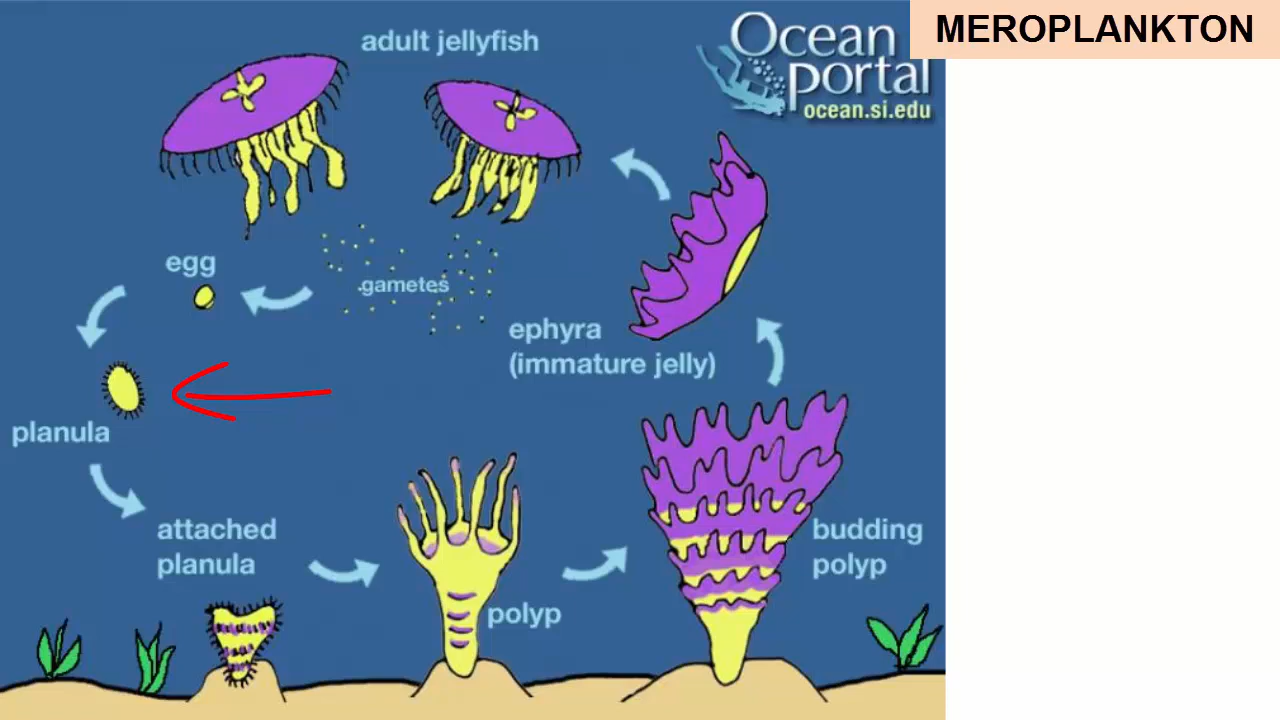 MEROPLANKTON
Ocean
portal
ocean.si.edu
adult jellyfish
egg
gametes
ephyra
(immature jelly)
planula
attached
planula
polyp
budding
polyp